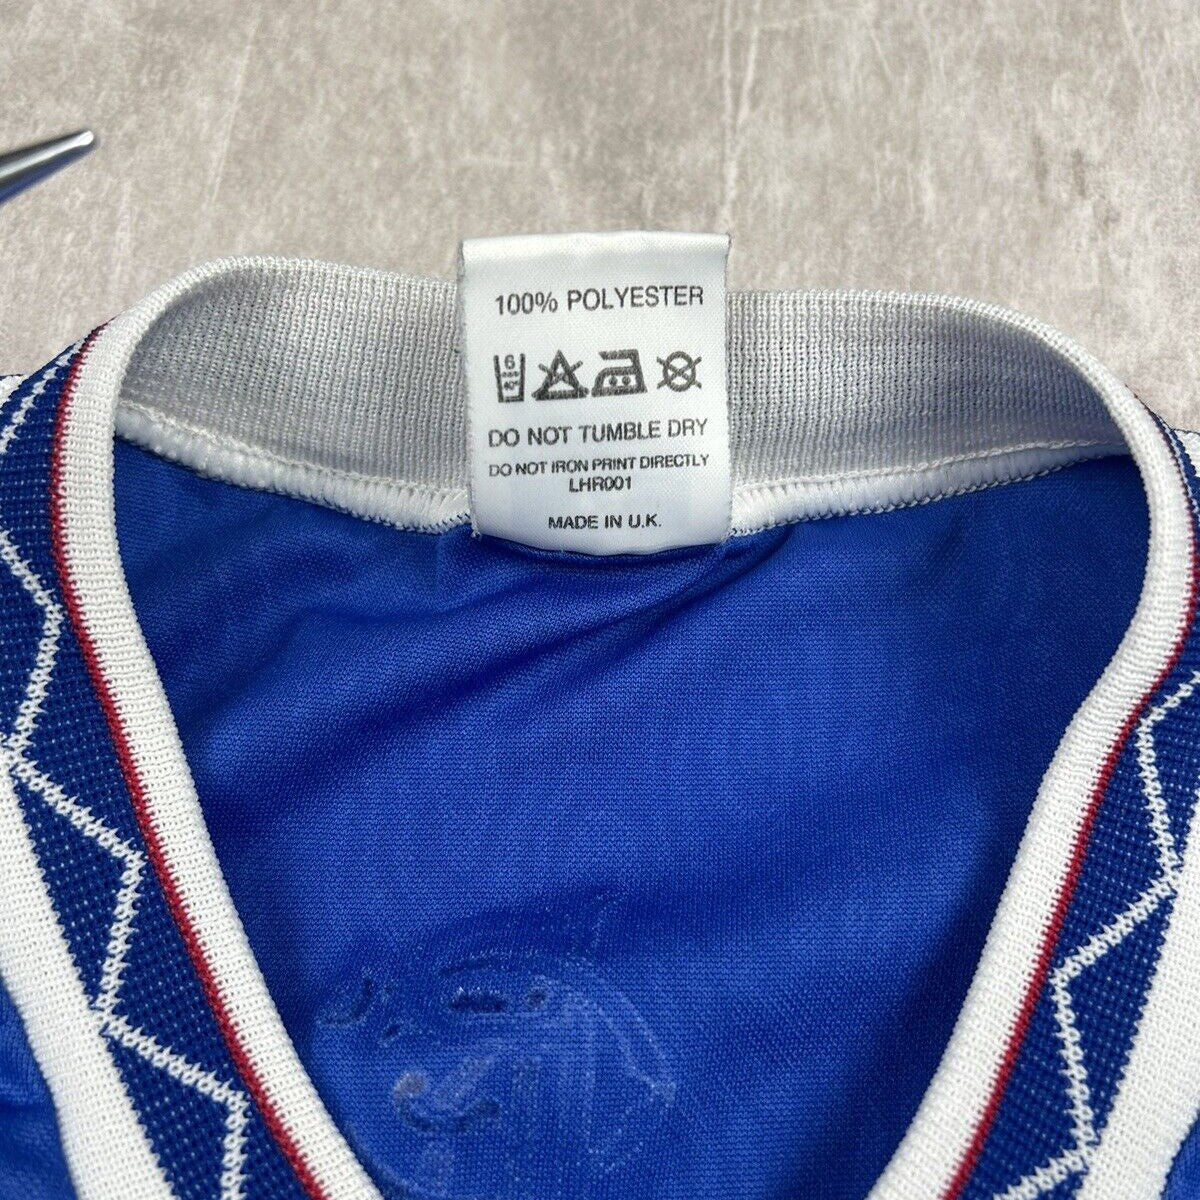 100% POLYESTER
DO NOT TUMBLE DRY
DO NOT IRON PRINT DIRECTLY
LHR001
MADE IN U.K.